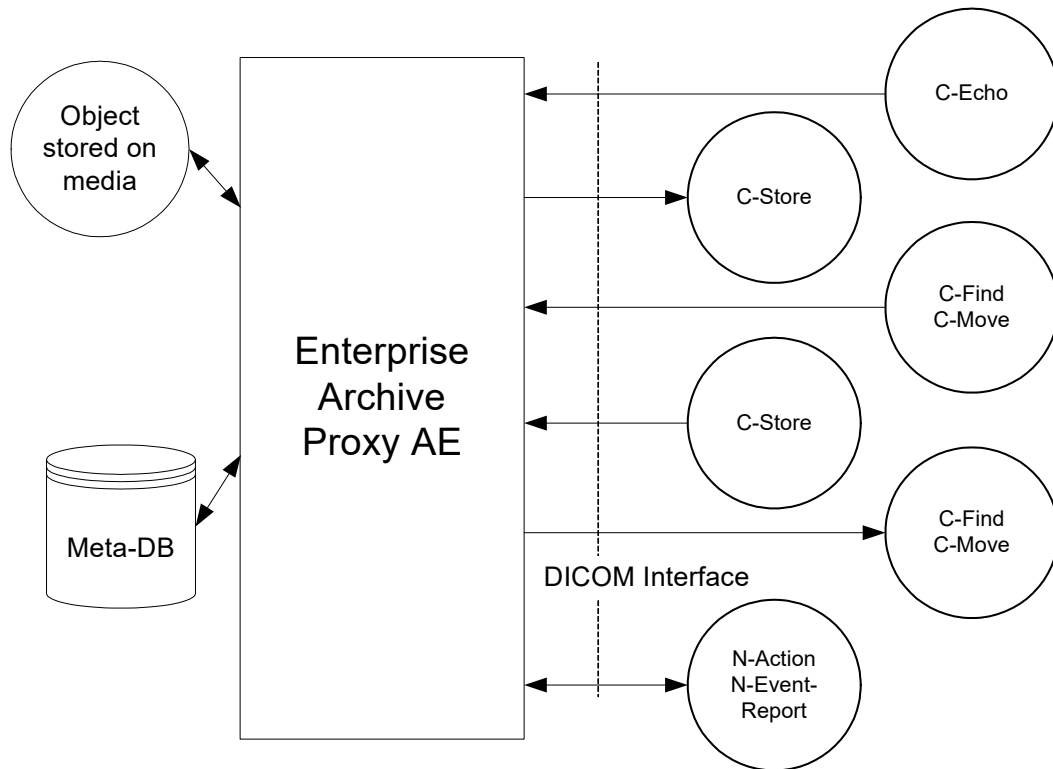 Object
stored on
media
Meta-DB
Enterprise
Archive
Proxy AE
C-Echo
C-Store
C-Find
C-Move
C-Store
C-Find
C-Move
DICOM Interface
N-Action
N-Event-
Report